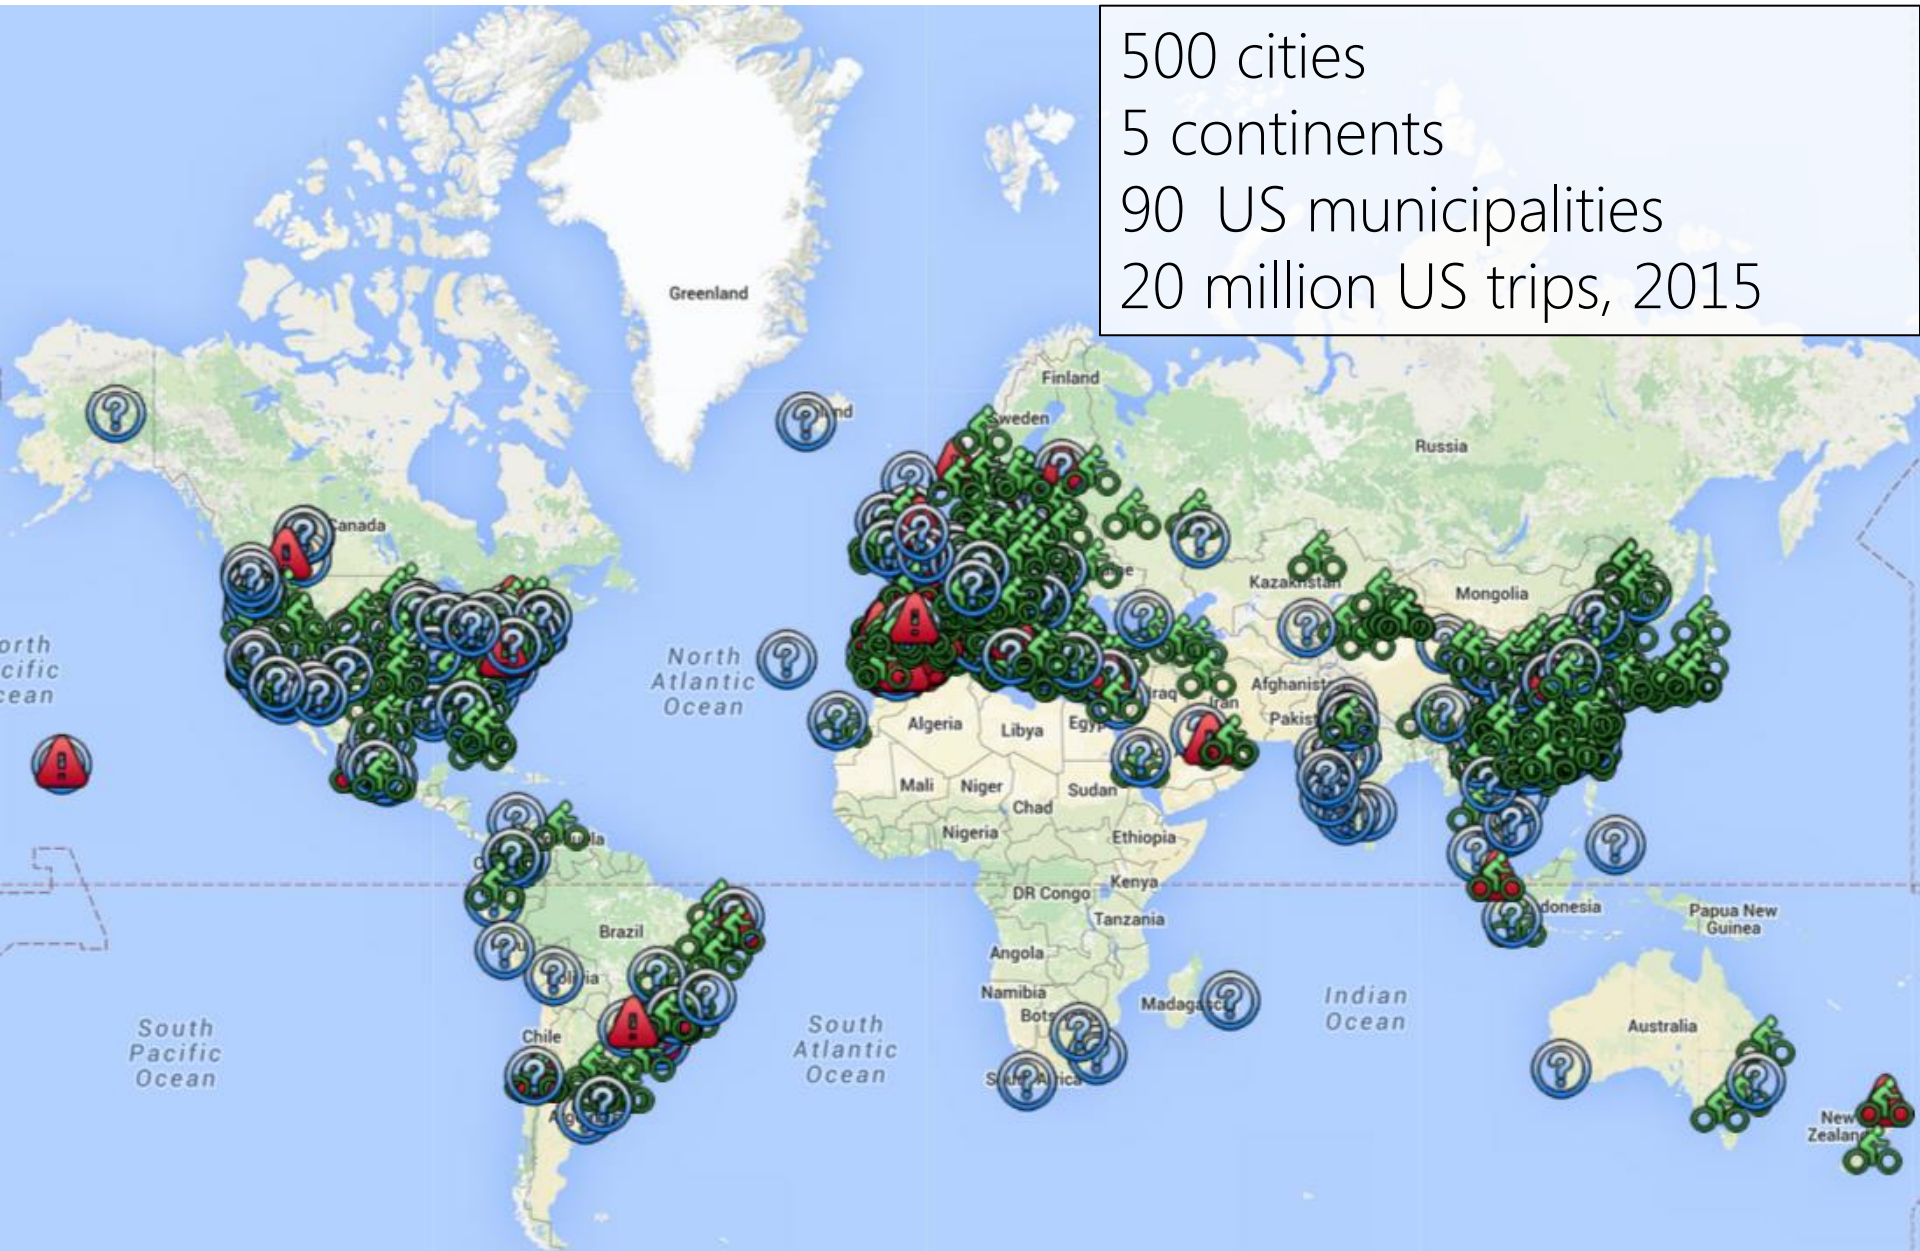 500 cities
5 continents
90 US municipalities
20 million US trips, 2015
Greenland
Finland
Sweden
Russia
Canada
Kazakhstan
Mongolia
North
Atlantic
Ocean
Algeria
Libya
Iran
Mali
Niger
Chad
Sudan
Nigeria
Ethiopia
DR Congo
Kenya
Tanzania
Angola
Namibia
Brazil
Papua New
Guinea
Indian
Ocean
Australia
South
Pacific
Ocean
Chile
South
Atlantic
Ocean
New